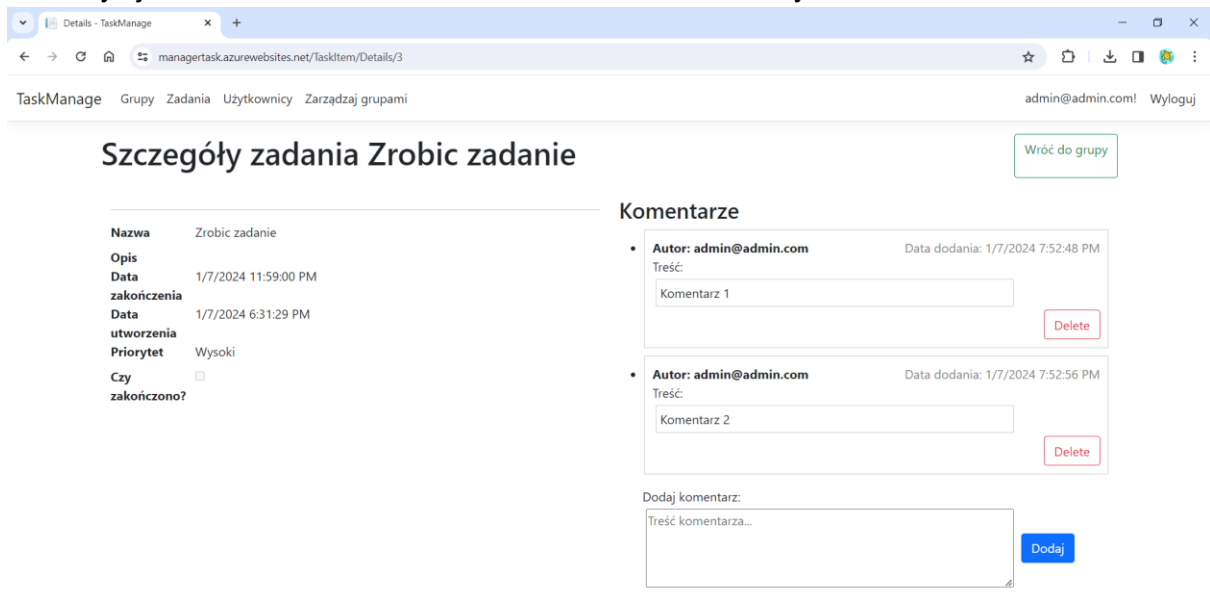 Details - TaskManage
managertask.azurewebsites.net/TaskItem/Details/3
TaskManage Grupy Zadania Użytkownicy Zarządzaj grupami admin@admin.com! Wyloguj
Szczegóły zadania Zrobic zadanie
Wróć do grupy
Nazwa Zrobic zadanie
Opis
Data zakończenia 1/7/2024 11:59:00 PM
Data utworzenia 1/7/2024 6:31:29 PM
Priorytet Wysoki
Czy zakończono?
Komentarze
Autor: admin@admin.com Data dodania: 1/7/2024 7:52:48 PM
Treść:
Komentarz 1
Delete
Autor: admin@admin.com Data dodania: 1/7/2024 7:52:56 PM
Treść:
Komentarz 2
Delete
Dodaj komentarz:
Treść komentarza...
Dodaj